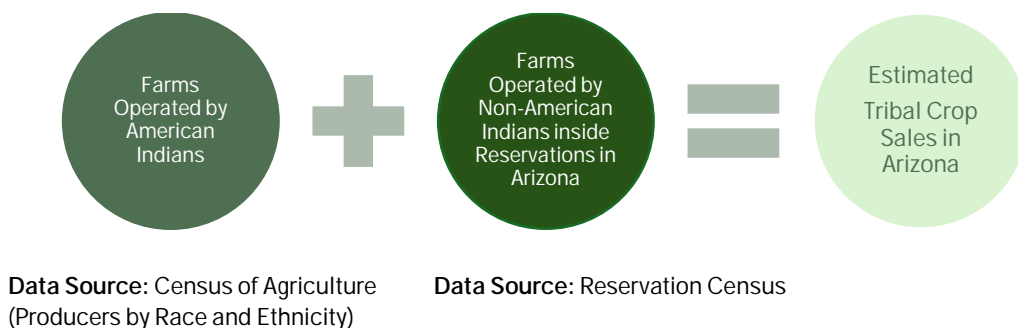 Farms
Operated by
American
Indians
Farms
Operated by
Non-American
Indians inside
Reservations in
Arizona
Estimated
Tribal Crop
Sales in
Arizona
Data Source: Census of Agriculture
(Producers by Race and Ethnicity)
Data Source: Reservation Census